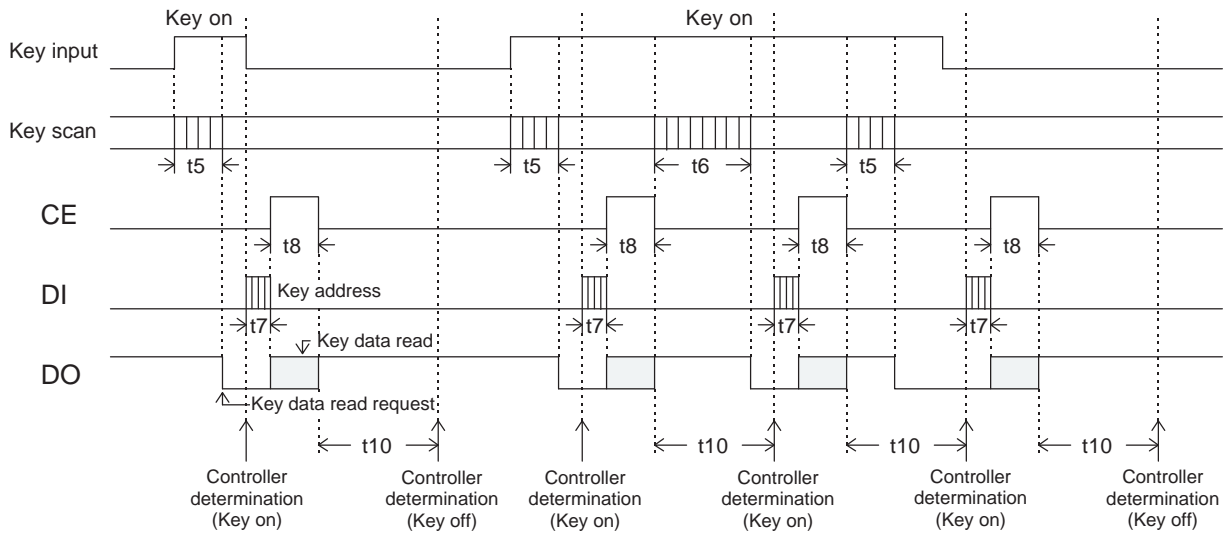 Key on
Key on
Key input
Key scan
t5
t5
t6
t5
CE
t8
t8
t8
t8
DI
Key address
t7
t7
t7
t7
Key data read
DO
Key data read request
t10
t10
t10
t10
Controller
determination
(Key on)
Controller
determination
(Key off)
Controller
determination
(Key on)
Controller
determination
(Key on)
Controller
determination
(Key on)
Controller
determination
(Key off)